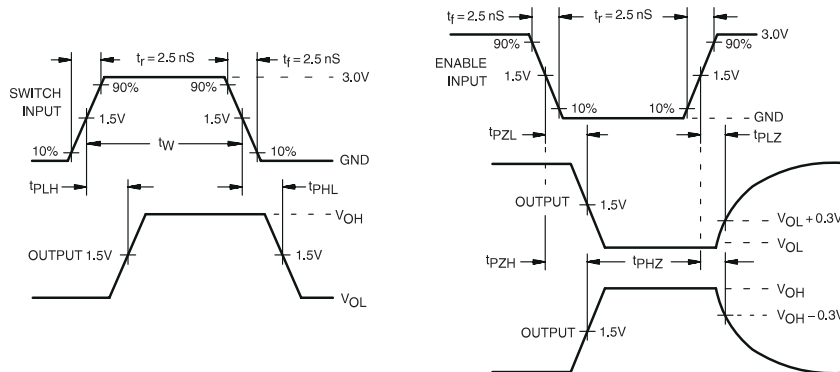 tr = 2.5 nS
tf = 2.5 nS
90%
90%
3.0V
SWITCH
INPUT
1.5V
1.5V
tW
10%
10%
GND
tPLH
tPHL
VOH
OUTPUT 1.5V
1.5V
VOL
tf = 2.5 nS
tr = 2.5 nS
3.0V
90%
90%
ENABLE
INPUT
1.5V
1.5V
10%
10%
GND
tPZL
tPLZ
OUTPUT
1.5V
VOL + 0.3V
VOL
tPZH
tPHZ
VOH
VOH – 0.3V
OUTPUT
1.5V